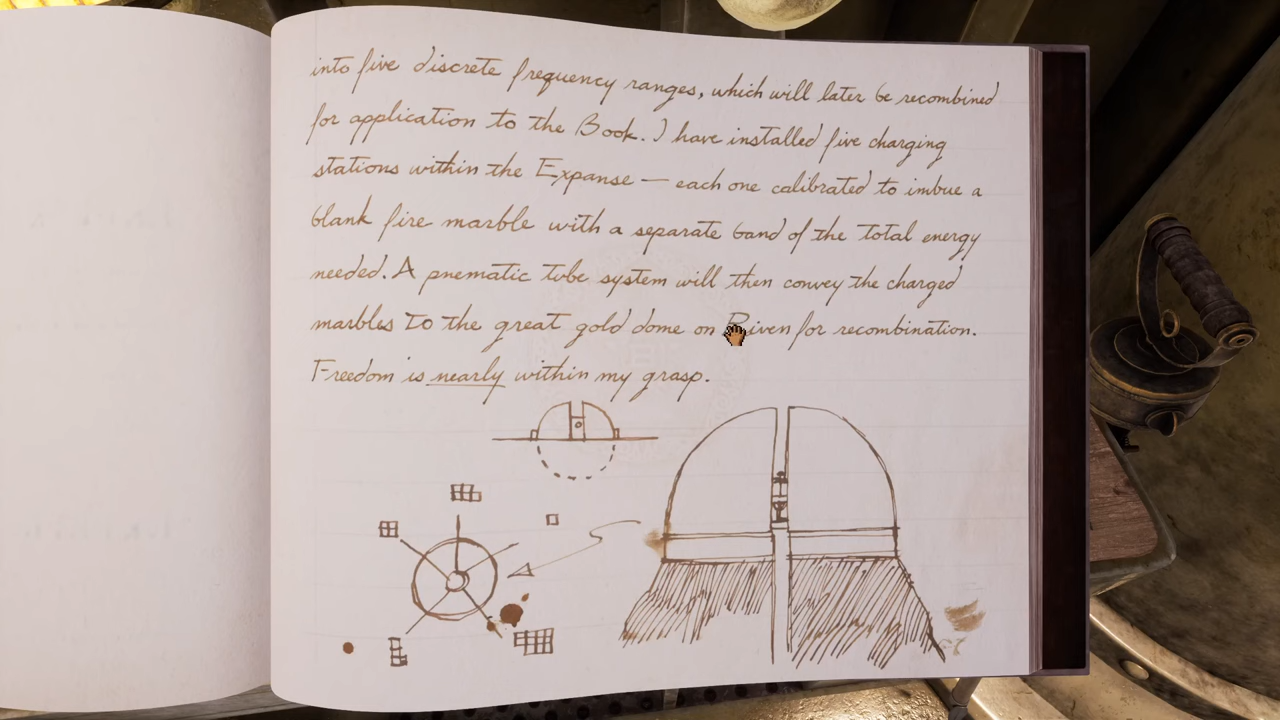 into five discrete frequency ranges, which will later be recombined
for application to the Book. I have installed five charging
stations within the Expanse — each one calibrated to imbue a
blank fire marble with a separate band of the total energy
needed. A pnematic tube system will then convey the charged
marbles to the great gold dome on Riven for recombination.
Freedom is nearly within my grasp.